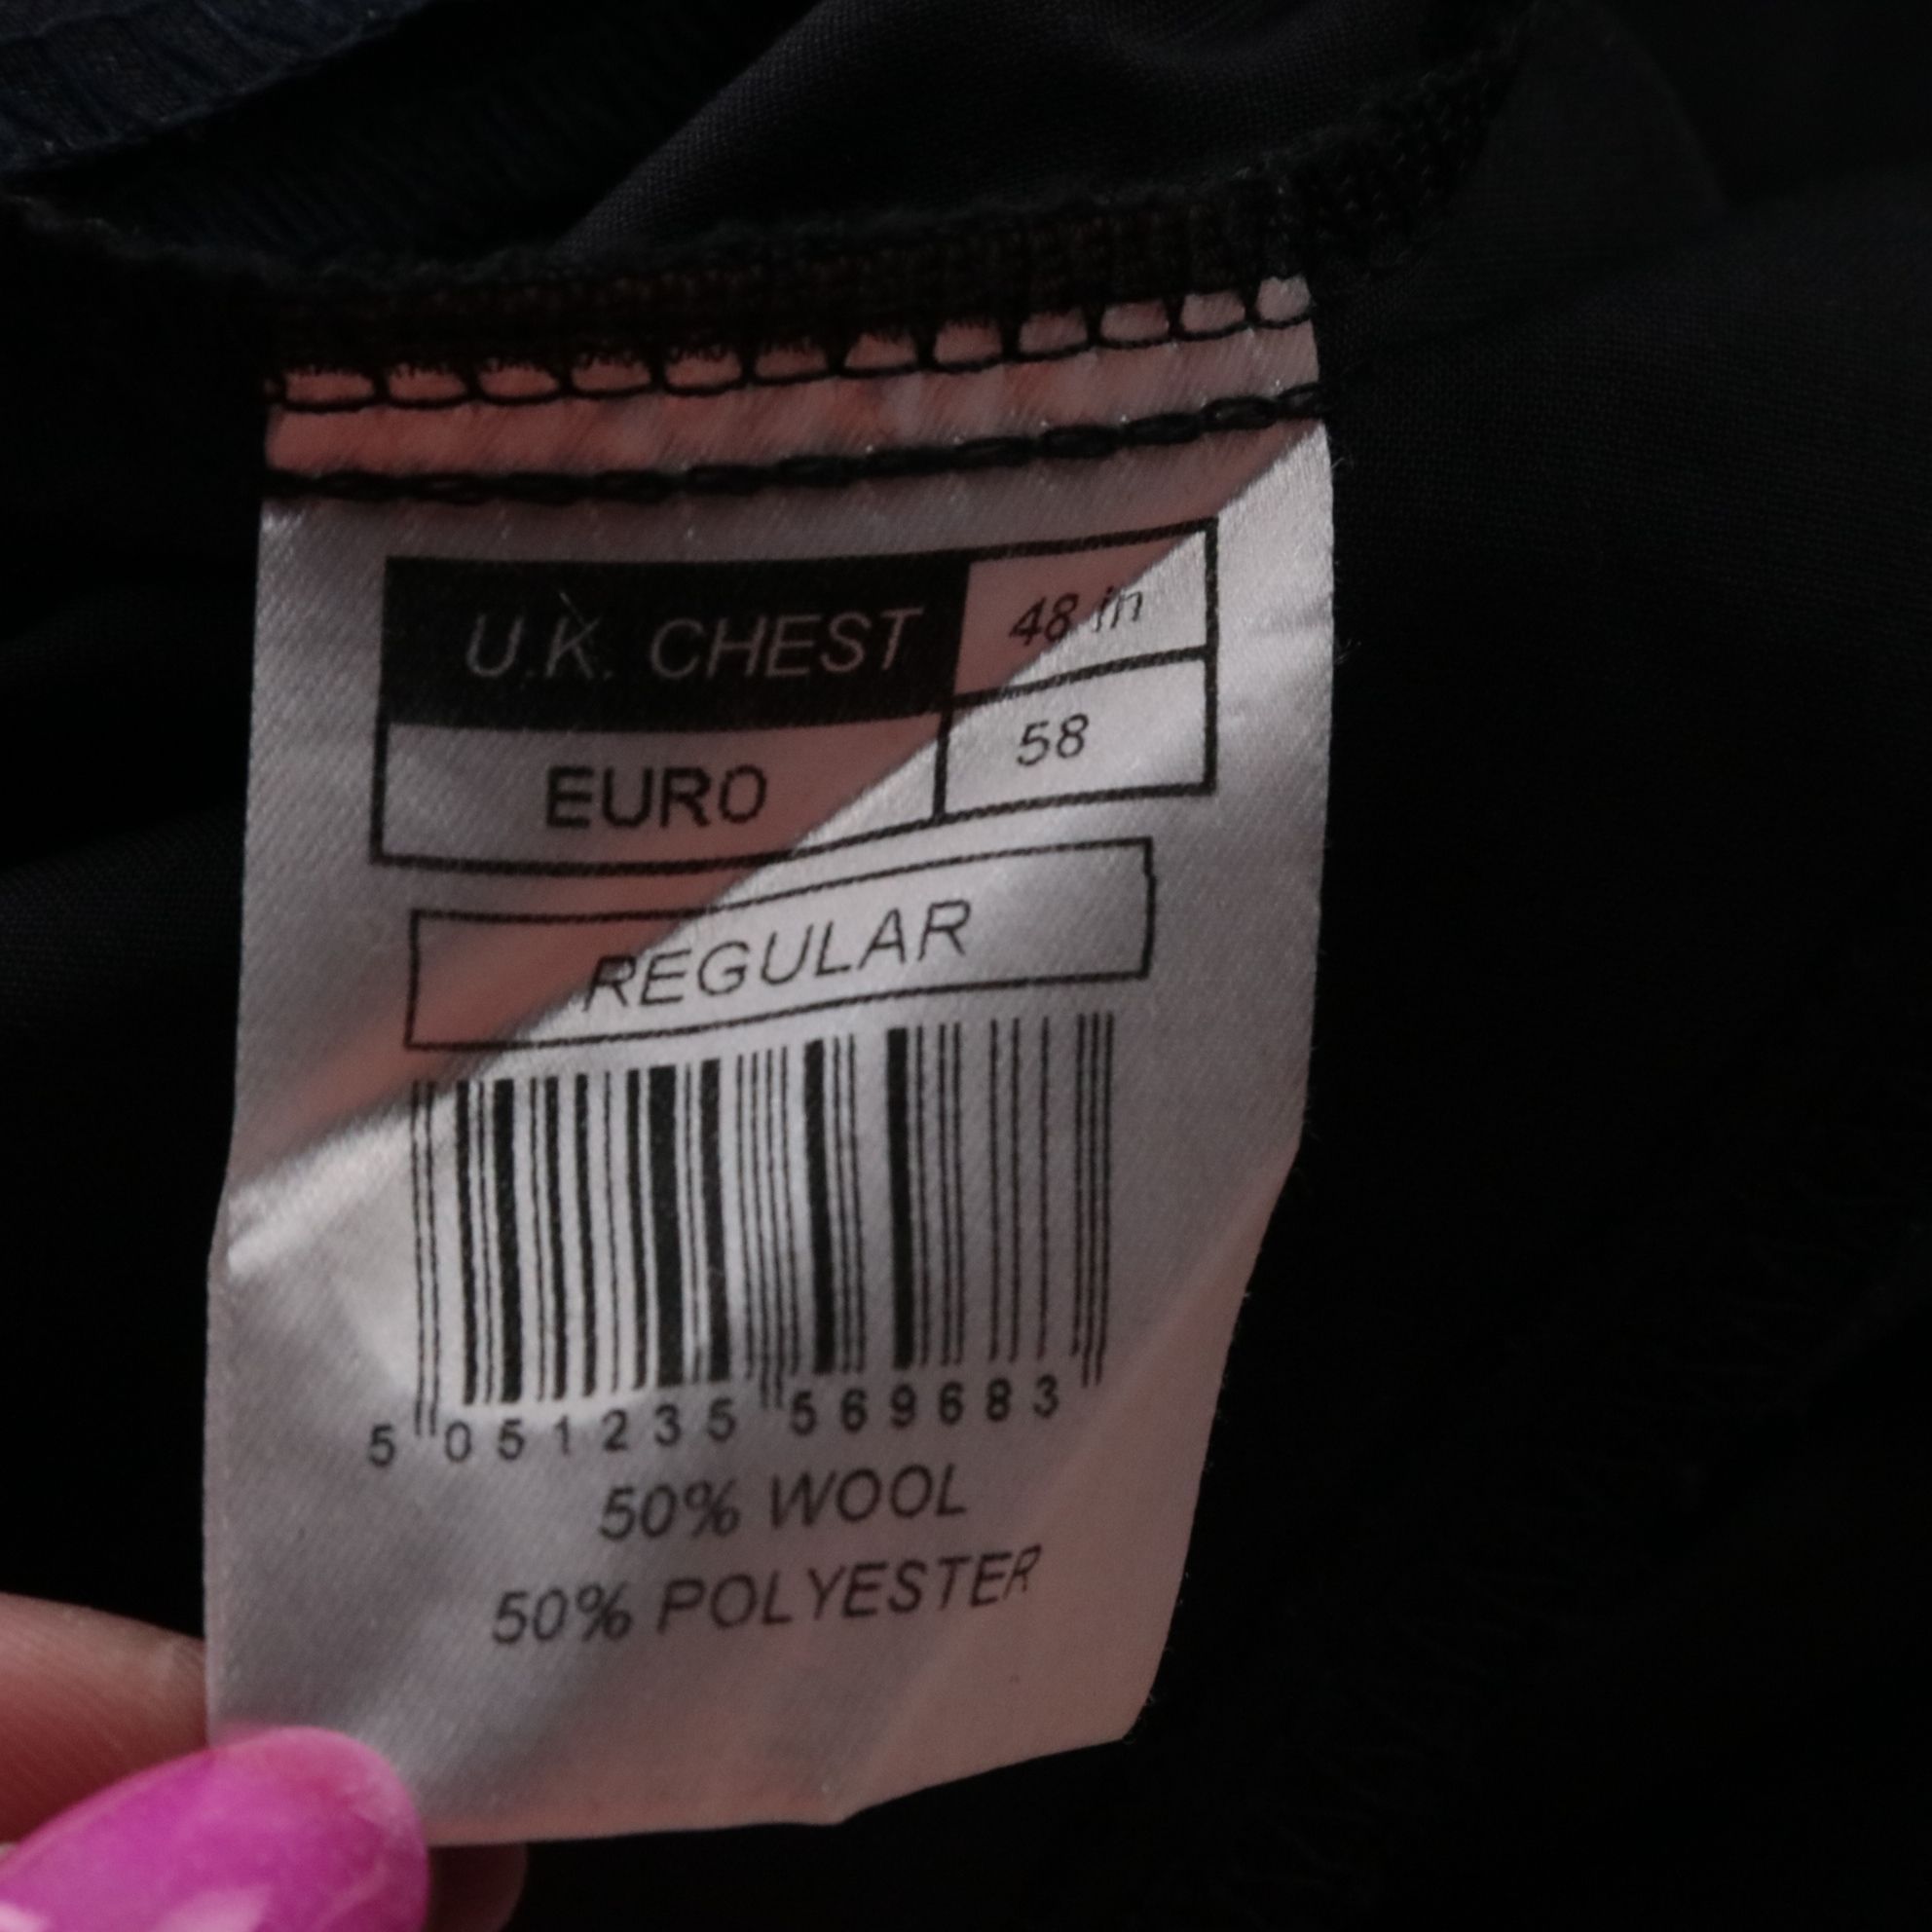 U.K. CHEST 48 in
EURO 58
REGULAR
5 051235 569683
50% WOOL
50% POLYESTER